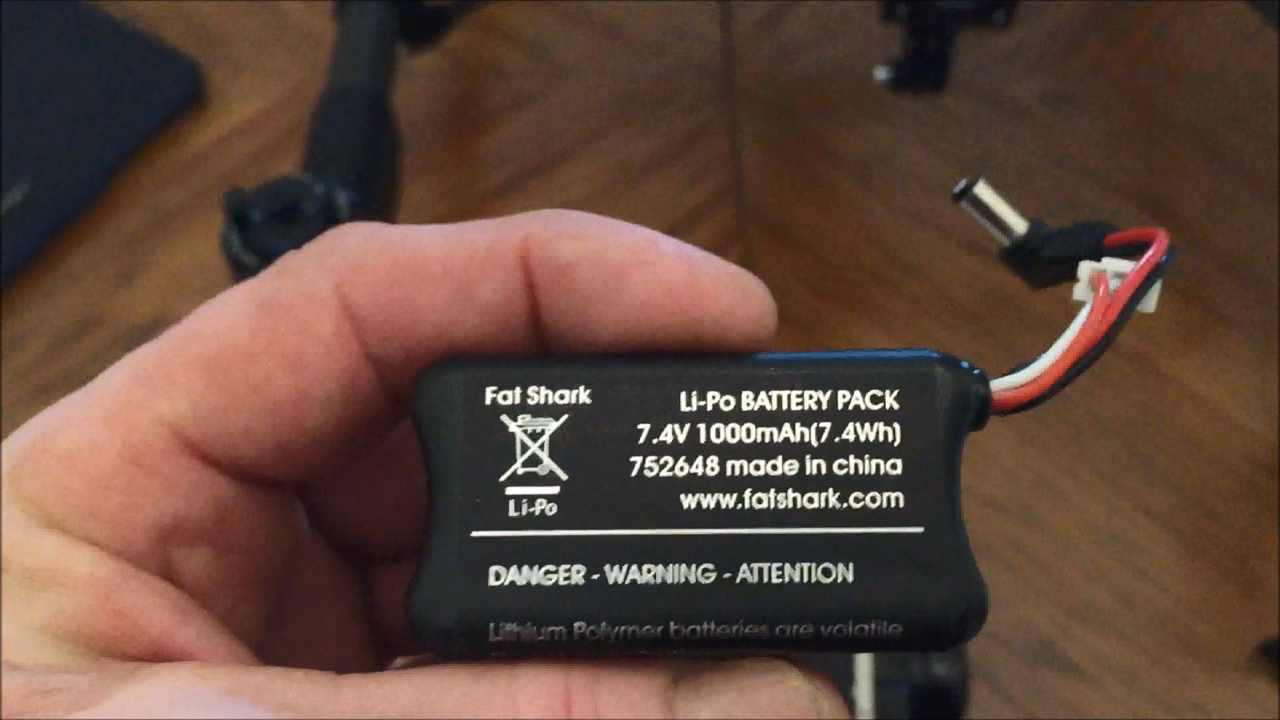 Fat Shark
Li-Po
Li-Po BATTERY PACK
7.4V 1000mAh(7.4Wh)
752648 made in china
www.fatshark.com
DANGER - WARNING - ATTENTION
Lithium Polymer batteries are volatile